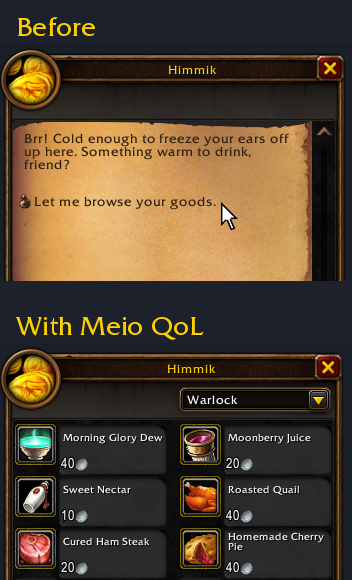 Before
Himmik
Brr! Cold enough to freeze your ears off
up here. Something warm to drink,
friend?
Let me browse your goods.
With Meio QoL
Himmik
Warlock
Morning Glory Dew
40
Moonberry Juice
20
Sweet Nectar
10
Roasted Quail
40
Cured Ham Steak
20
Homemade Cherry
Pie
40